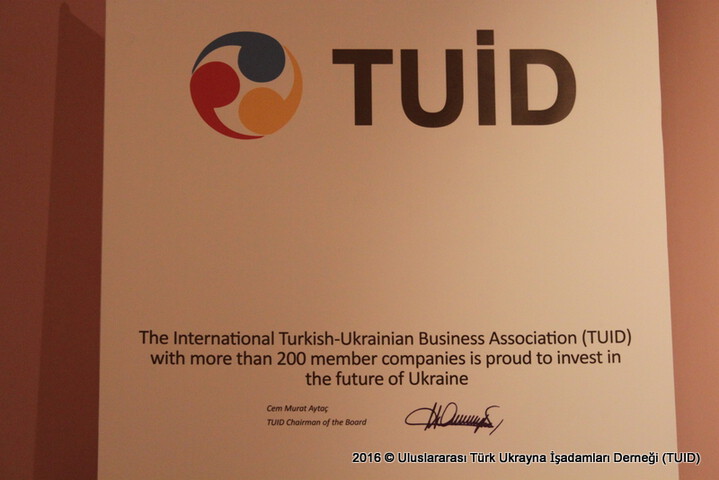 TUİD
The International Turkish-Ukrainian Business Association (TUID)
with more than 200 member companies is proud to invest in
the future of Ukraine
Cem Murat Aytaç
TUID Chairman of the Board
2016 © Uluslararası Türk Ukrayna İşadamları Derneği (TUID)